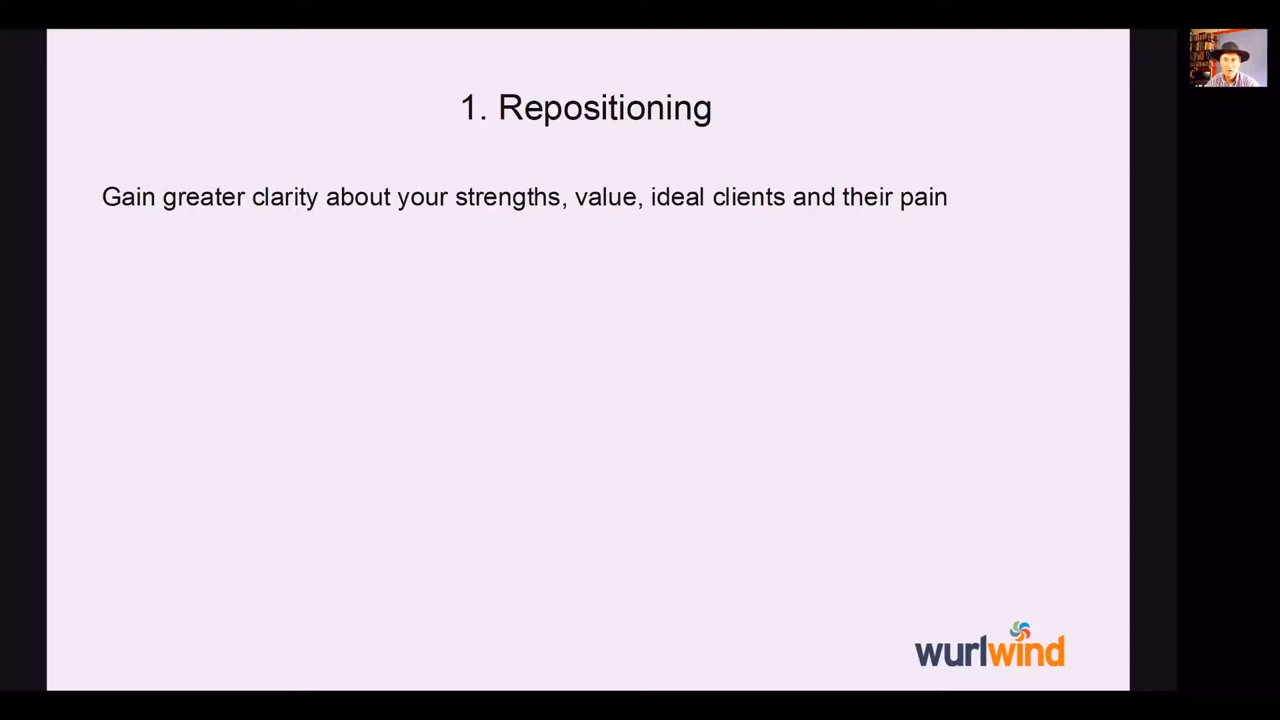 1. Repositioning
Gain greater clarity about your strengths, value, ideal clients and their pain
wurlwind